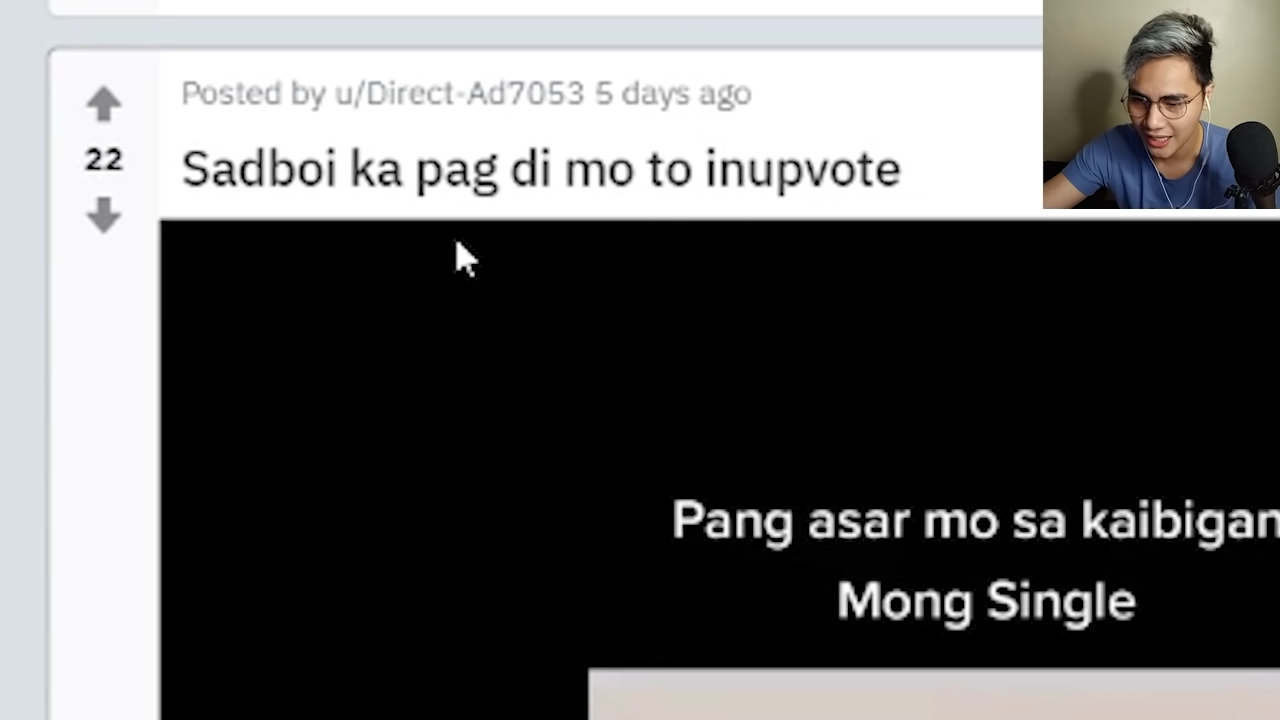 Posted by u/Direct-Ad7053 5 days ago
22
Sadboi ka pag di mo to inupvote
Pang asar mo sa kaibigan
Mong Single